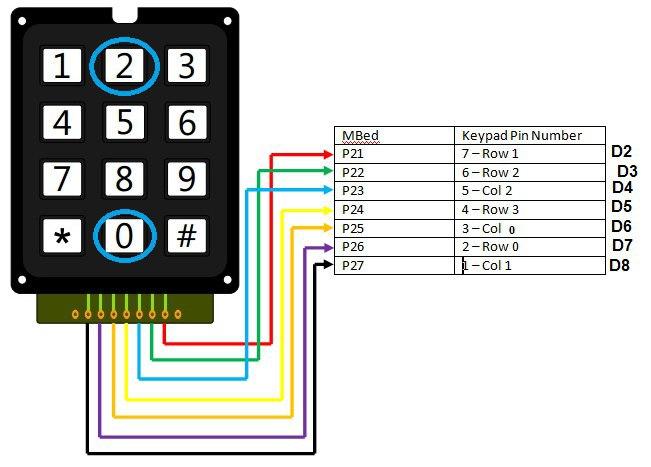 1 2 3
4 5 6
7 8 9
* 0 #
MBed Keypad Pin Number
P21 7 – Row 1 D2
P22 6 – Row 2 D3
P23 5 – Col 2 D4
P24 4 – Row 3 D5
P25 3 – Col 0 D6
P26 2 – Row 0 D7
P27 1 – Col 1 D8